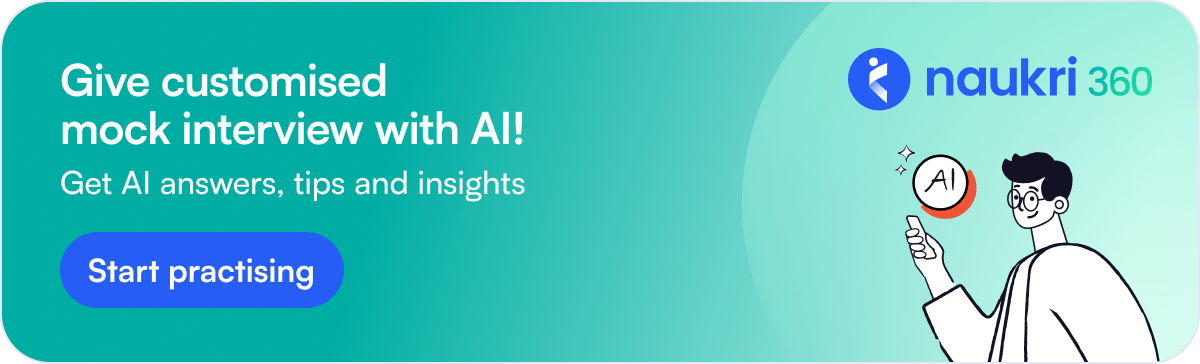 Give customised
mock interview with AI!
Get AI answers, tips and insights
Start practising
naukri 360
AI